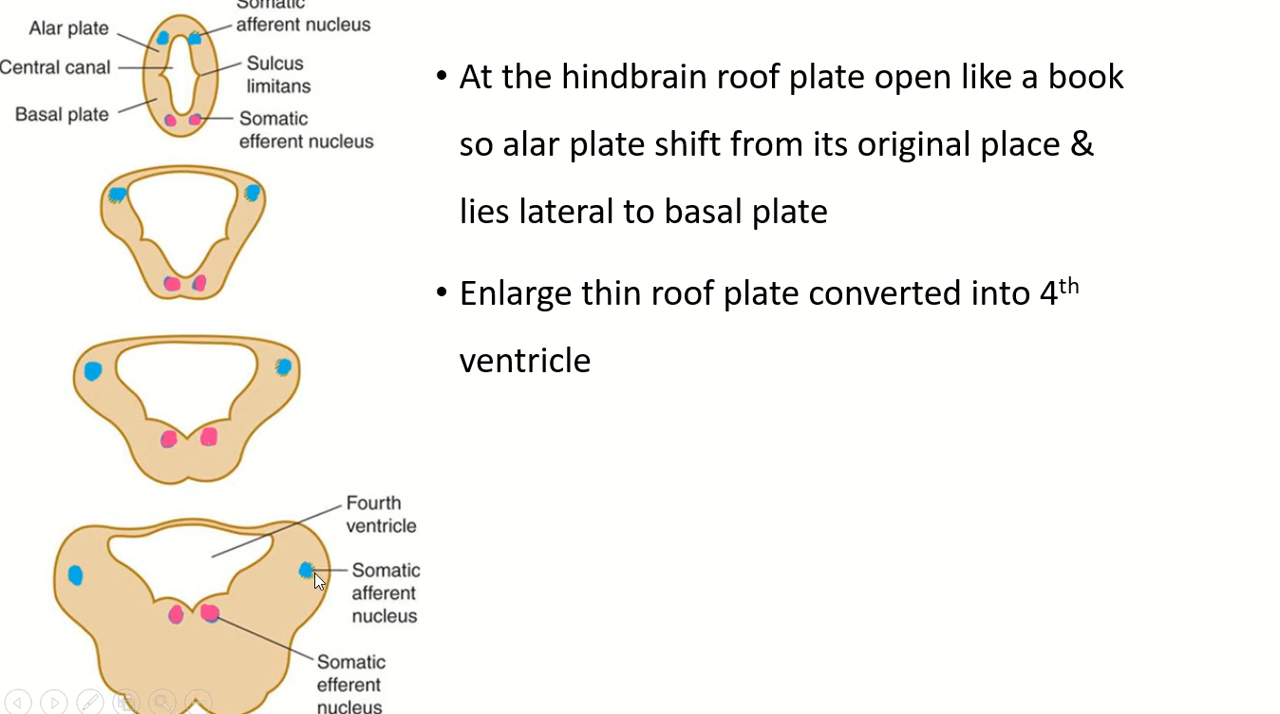 Somatic
afferent nucleus
Alar plate
Central canal
Sulcus
limitans
Basal plate
Somatic
efferent nucleus
• At the hindbrain roof plate open like a book
so alar plate shift from its original place &
lies lateral to basal plate
• Enlarge thin roof plate converted into 4th
ventricle
Fourth
ventricle
Somatic
afferent
nucleus
Somatic
efferent
nucleus